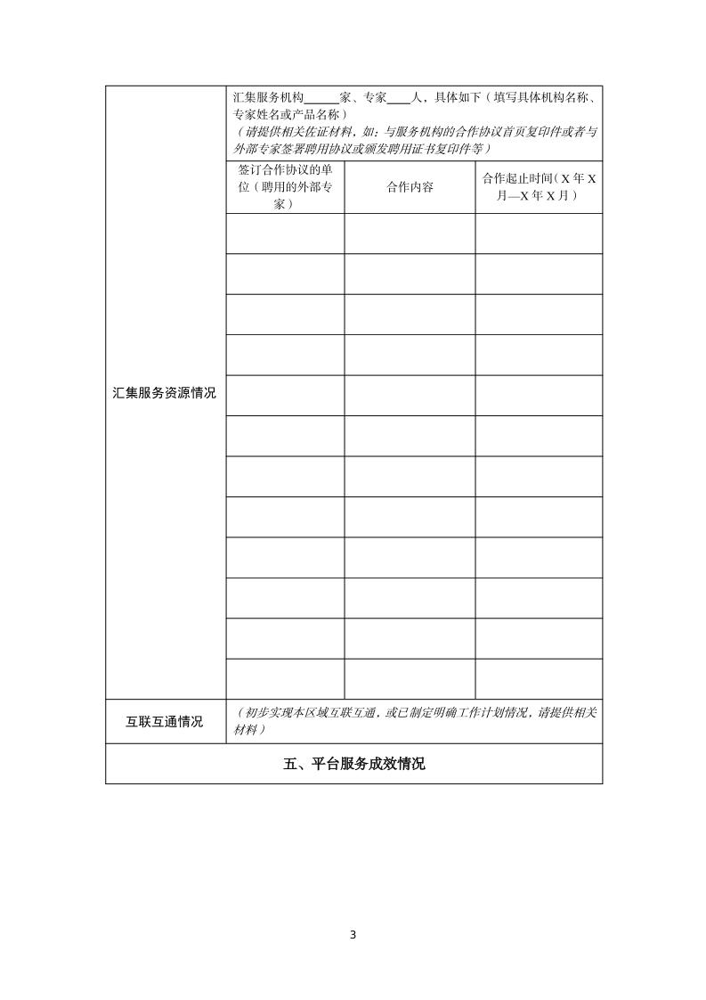 汇集服务机构______家、专家____人，具体如下（填写具体机构名称、
专家姓名或产品名称）
（请提供相关佐证材料，如：与服务机构的合作协议首页复印件或者与
外部专家签署聘用协议或颁发聘用证书复印件等）
签订合作协议的单
位（聘用的外部专
家）
合作内容
合作起止时间（X 年 X
月—X 年 X 月）
汇集服务资源情况
互联互通情况
（初步实现本区域互联互通，或已制定明确工作计划情况，请提供相关
材料）
五、平台服务成效情况
3